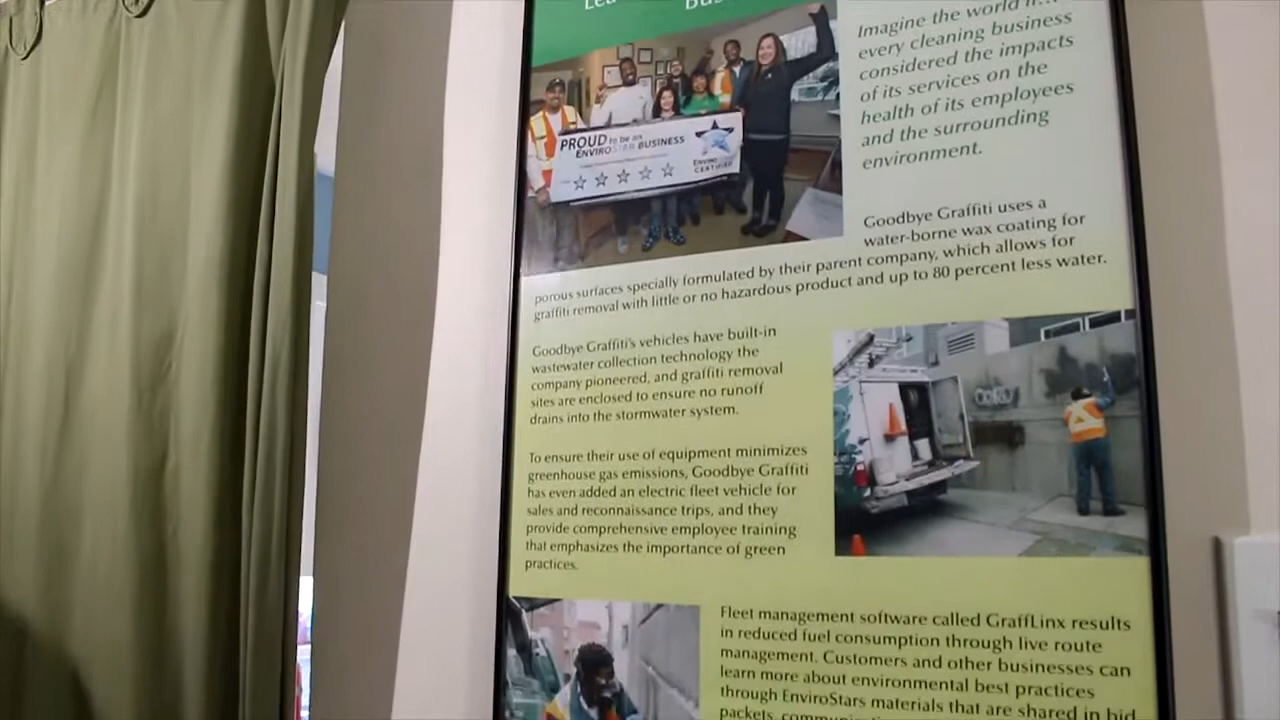 Imagine the world if...
every cleaning business
considered the impacts
of its services on the
health of its employees
and the surrounding
environment.
PROUD to be an
ENVIROSTAR BUSINESS
ENVIRO
CERTIFIED
Goodbye Graffiti uses a
water-borne wax coating for
porous surfaces specially formulated by their parent company, which allows for
graffiti removal with little or no hazardous product and up to 80 percent less water.
Goodbye Graffiti's vehicles have built-in
wastewater collection technology the
company pioneered, and graffiti removal
sites are enclosed to ensure no runoff
drains into the stormwater system.
To ensure their use of equipment minimizes
greenhouse gas emissions, Goodbye Graffiti
has even added an electric fleet vehicle for
sales and reconnaissance trips, and they
provide comprehensive employee training
that emphasizes the importance of green
practices.
Fleet management software called GraffLinx results
in reduced fuel consumption through live route
management. Customers and other businesses can
learn more about environmental best practices
through EnviroStars materials that are shared in bid
packets,